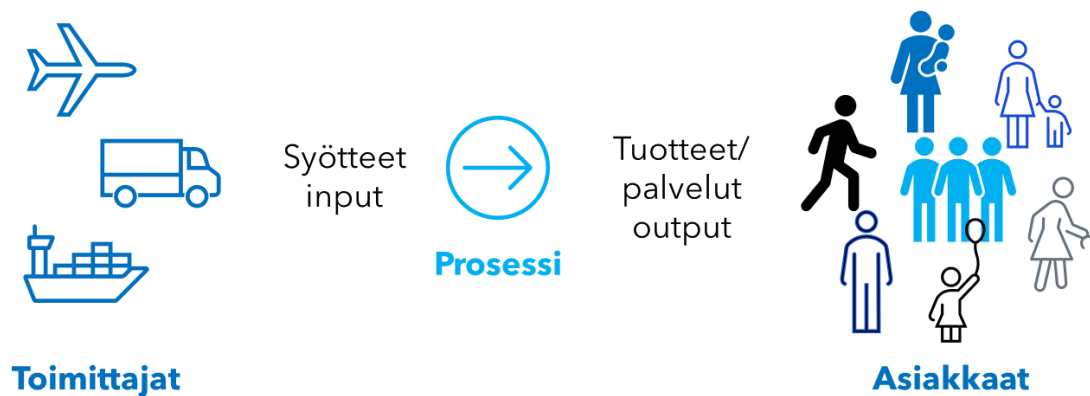 Syötteet
input
Prosessi
Tuotteet/
palvelut
output
Toimittajat
Asiakkaat